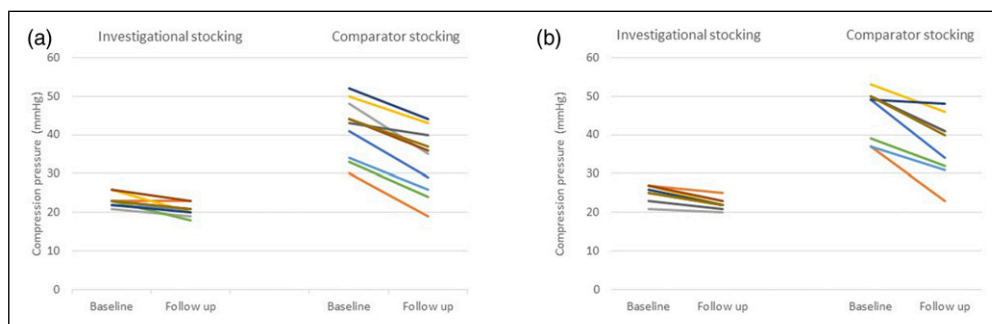 (a)
Investigational stocking
Comparator stocking
60
50
40
30
20
10
0
Compression pressure (mmHg)
Baseline
Follow up
Baseline
Follow up
(b)
Investigational stocking
Comparator stocking
60
50
40
30
20
10
0
Compression pressure (mmHg)
Baseline
Follow up
Baseline
Follow up